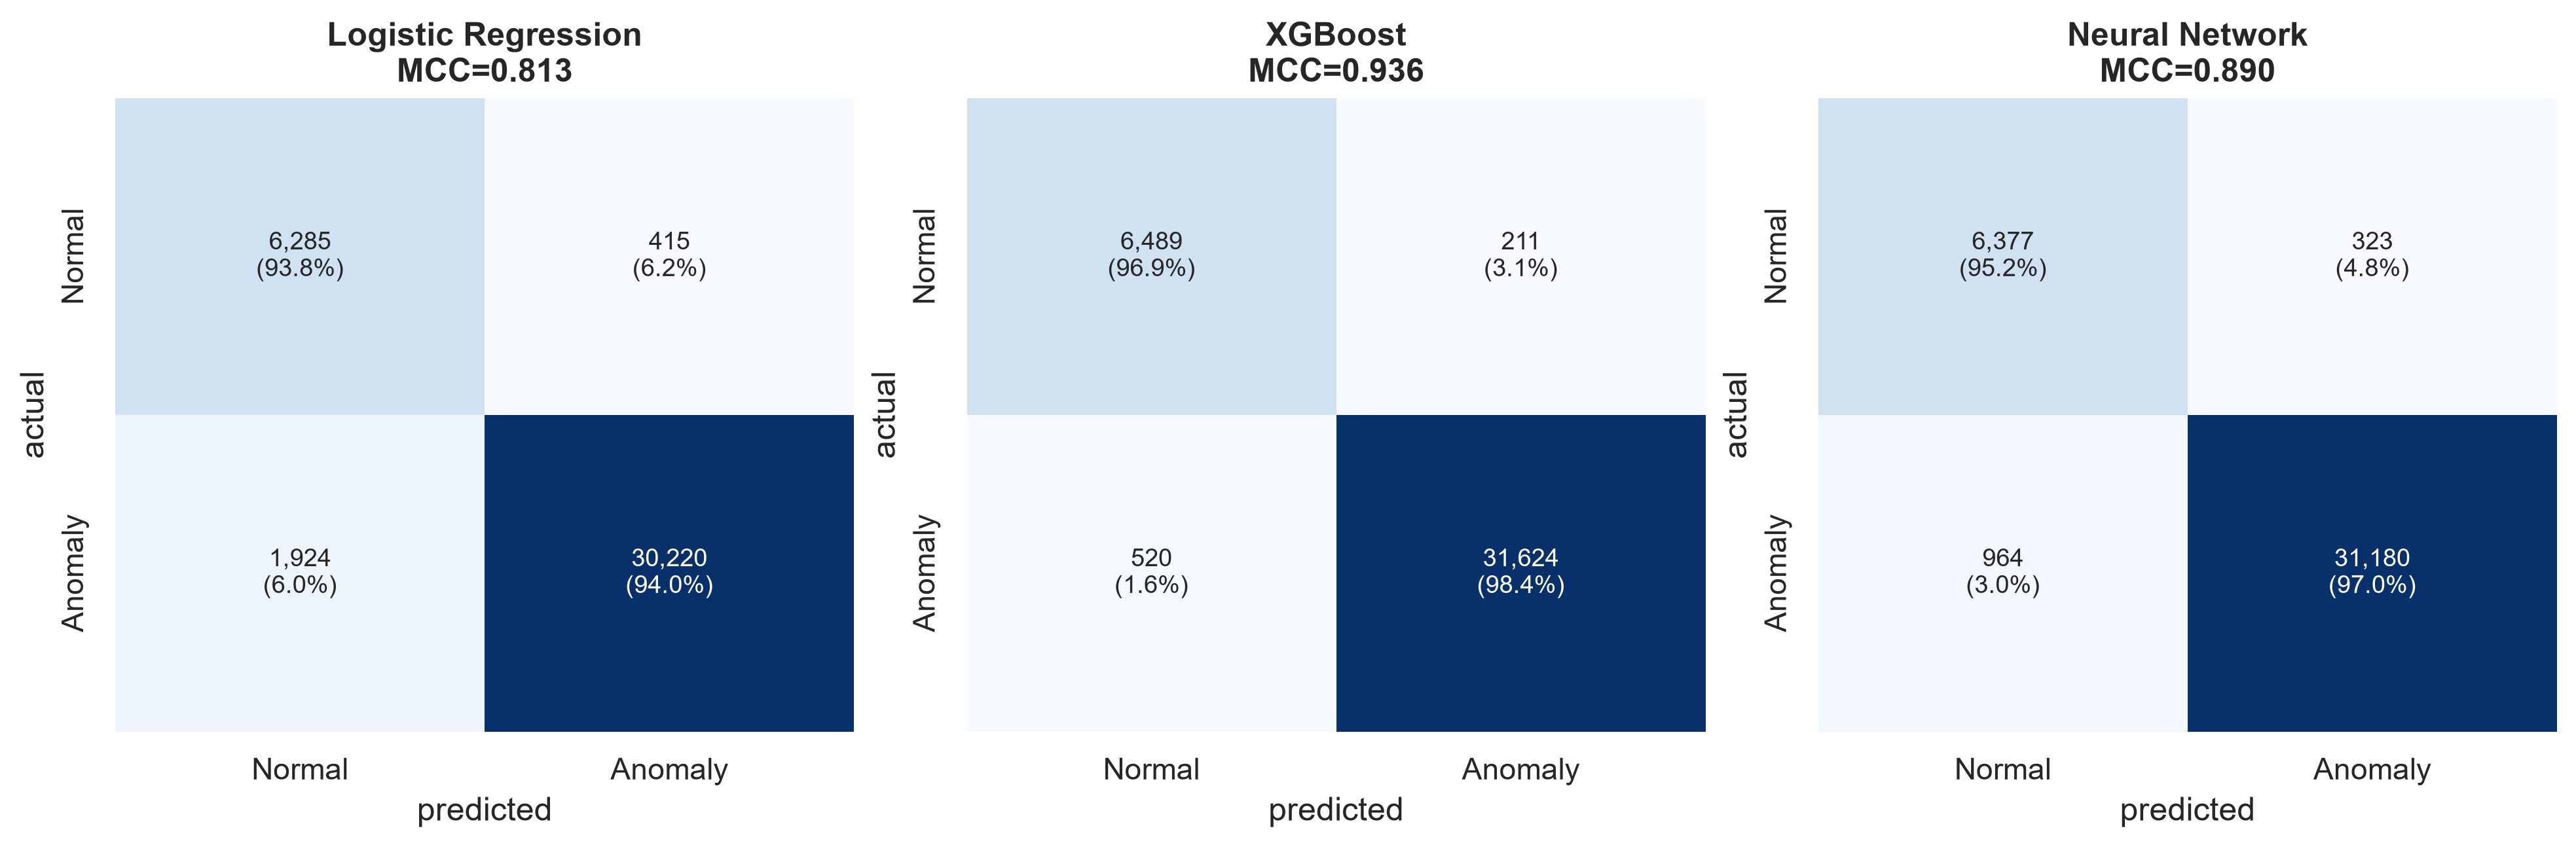 Logistic Regression
MCC=0.813
Normal
6,285
(93.8%)
415
(6.2%)
actual
Anomaly
1,924
(6.0%)
30,220
(94.0%)
Normal
Anomaly
predicted
XGBoost
MCC=0.936
Normal
6,489
(96.9%)
211
(3.1%)
actual
Anomaly
520
(1.6%)
31,624
(98.4%)
Normal
Anomaly
predicted
Neural Network
MCC=0.890
Normal
6,377
(95.2%)
323
(4.8%)
actual
Anomaly
964
(3.0%)
31,180
(97.0%)
Normal
Anomaly
predicted